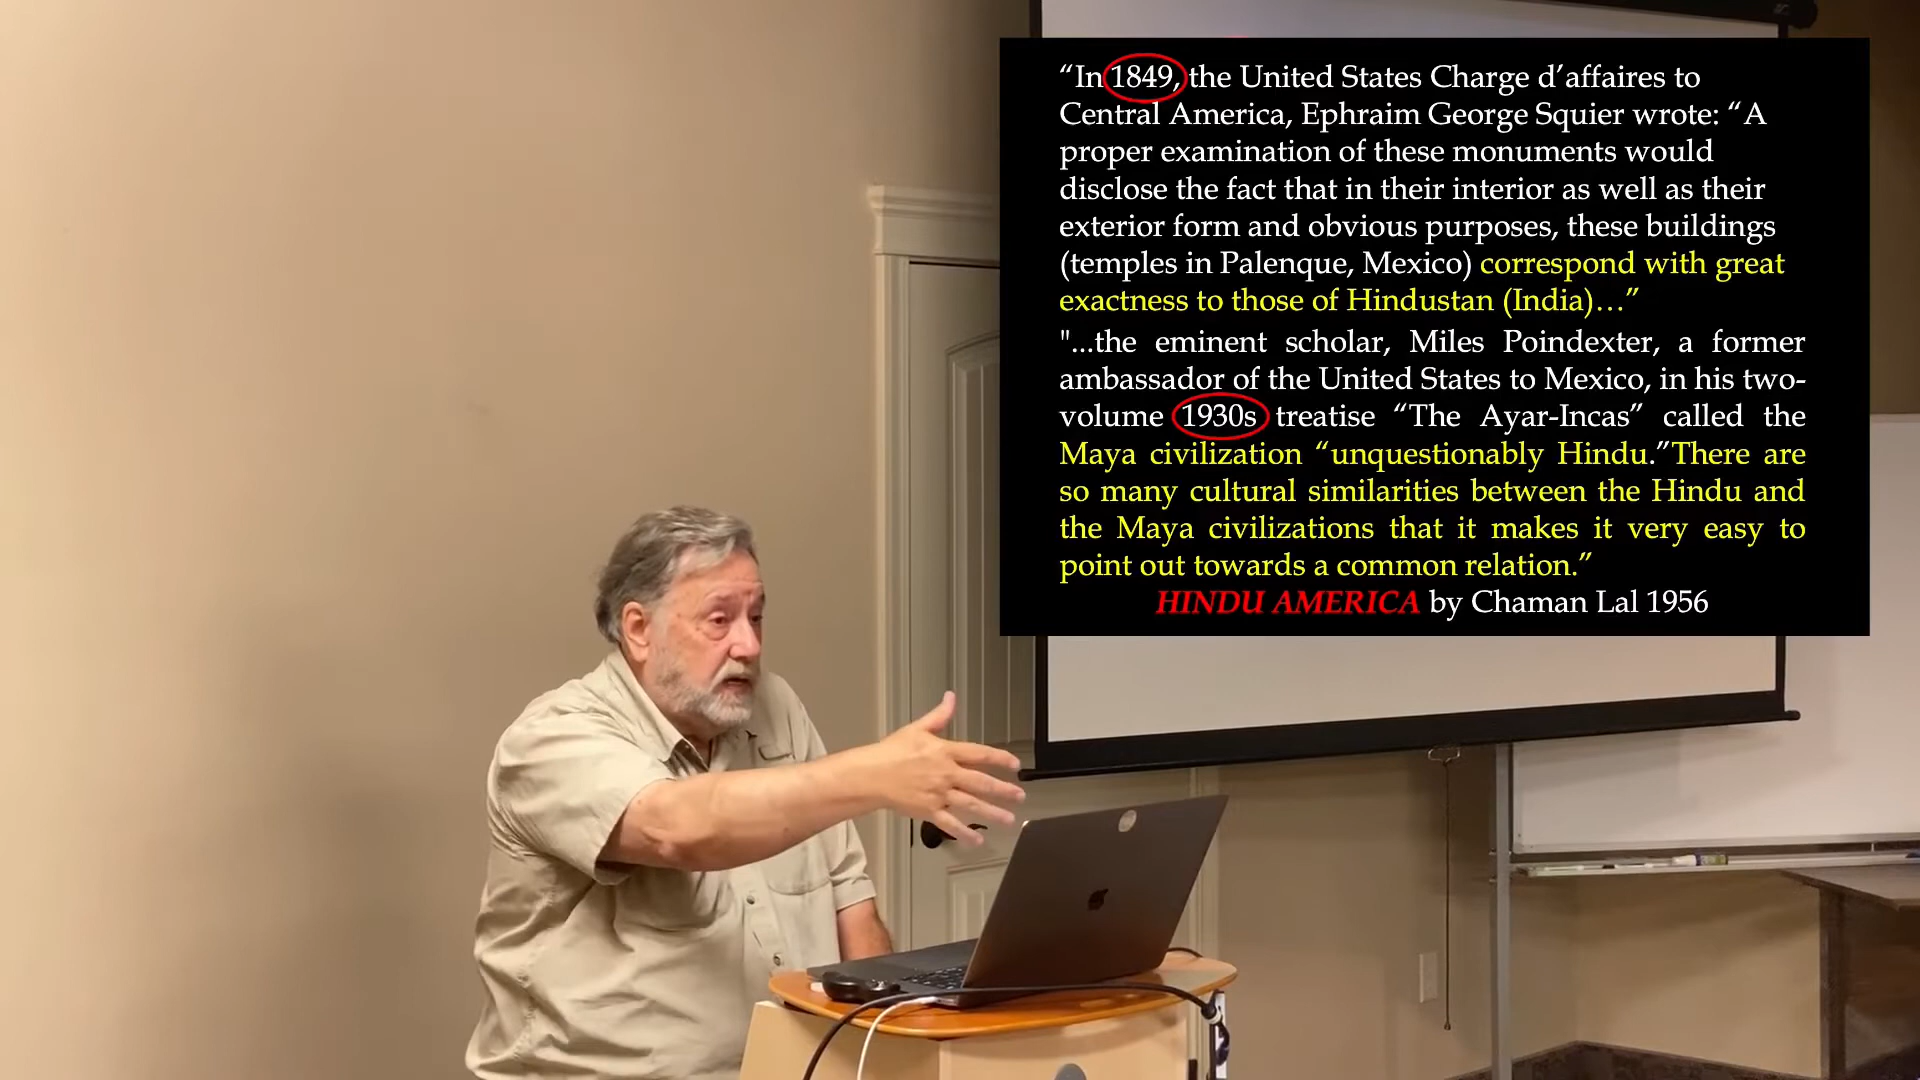 “In 1849, the United States Charge d’affaires to
Central America, Ephraim George Squier wrote: “A
proper examination of these monuments would
disclose the fact that in their interior as well as their
exterior form and obvious purposes, these buildings
(temples in Palenque, Mexico) correspond with great
exactness to those of Hindustan (India)…”
"...the eminent scholar, Miles Poindexter, a former
ambassador of the United States to Mexico, in his two-
volume 1930s treatise “The Ayar-Incas” called the
Maya civilization “unquestionably Hindu.”There are
so many cultural similarities between the Hindu and
the Maya civilizations that it makes it very easy to
point out towards a common relation.”
HINDU AMERICA by Chaman Lal 1956